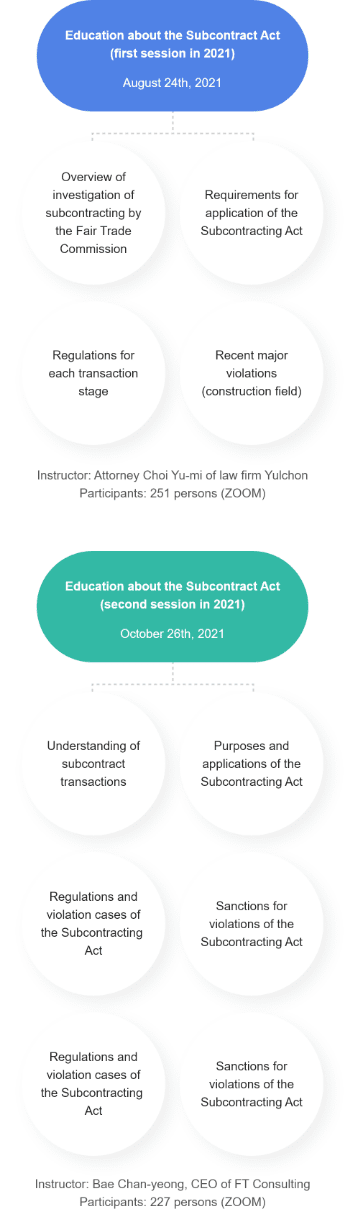 Education about the Subcontract Act
(first session in 2021)
August 24th, 2021
Overview of
investigation of
subcontracting by
the Fair Trade
Commission
Requirements for
application of the
Subcontracting Act
Regulations for
each transaction
stage
Recent major
violations
(construction field)
Instructor: Attorney Choi Yu-mi of law firm Yulchon
Participants: 251 persons (ZOOM)
Education about the Subcontract Act
(second session in 2021)
October 26th, 2021
Understanding of
subcontract
transactions
Purposes and
applications of the
Subcontracting Act
Regulations and
violation cases of
the Subcontracting
Act
Sanctions for
violations of the
Subcontracting Act
Regulations and
violation cases of
the Subcontracting
Act
Sanctions for
violations of the
Subcontracting Act
Instructor: Bae Chan-yeong, CEO of FT Consulting
Participants: 227 persons (ZOOM)